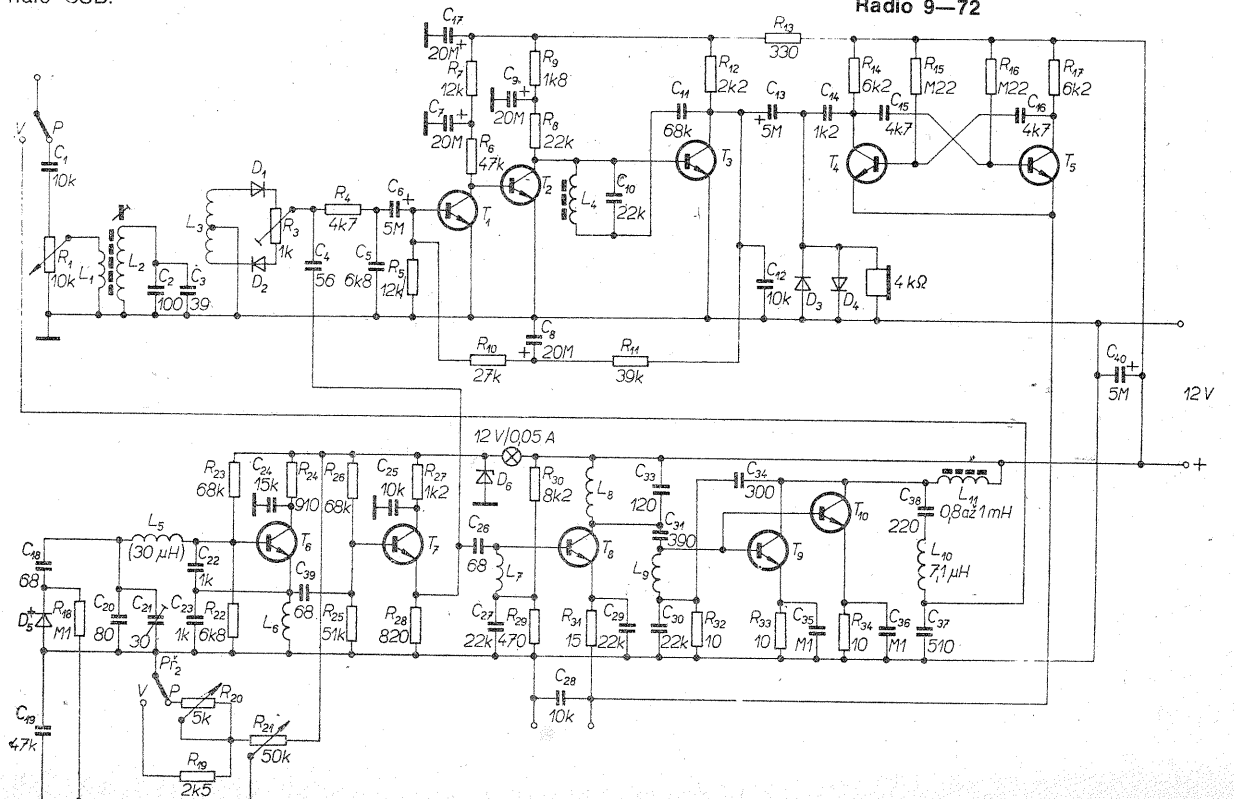 nálo SSB.
Radio 9—72
C17
20M
+
R7
12k
R9
1k8
C9
20M
+
C7
20M
+
R8
22k
R6
47k
R12
2k2
R13
330
C11
68k
C13
5M
+
C14
1k2
R14
6k2
R15
M22
R16
M22
R17
6k2
C15
4k7
C16
4k7
V
P
C1
10k
R1
10k
L1
L2
C2
100
C3
39
L3
D1
D2
R3
1k
R4
4k7
C4
56
C5
6k8
C6
5M
+
R5
12k
T1
T2
L4
C10
22k
T3
T4
T5
C12
10k
D3
D4
4 kΩ
C8
20M
+
R10
27k
R11
39k
C40
5M
+
12 V
+
12 V/0,05 A
R23
68k
C24
15k
R24
910
R26
68k
C25
10k
R27
1k2
D6
R30
8k2
L8
C33
120
C34
300
L11
0,8 až 1 mH
C38
220
L10
7,1 µH
L5
(30 µH)
C22
1k
T6
T7
C26
68
L7
T8
C31
390
L9
T9
T10
C18
68
D5
+
R18
M1
C20
80
C21
30
C23
1k
R22
6k8
L6
C39
68
R25
51k
R28
820
C27
22k
R29
470
R31
15
C29
22k
C30
22k
R32
10
R33
10
C35
M1
R34
10
C36
M1
C37
510
C28
10k
Př2
V
P
R20
5k
R21
50k
R19
2k5
C19
47k